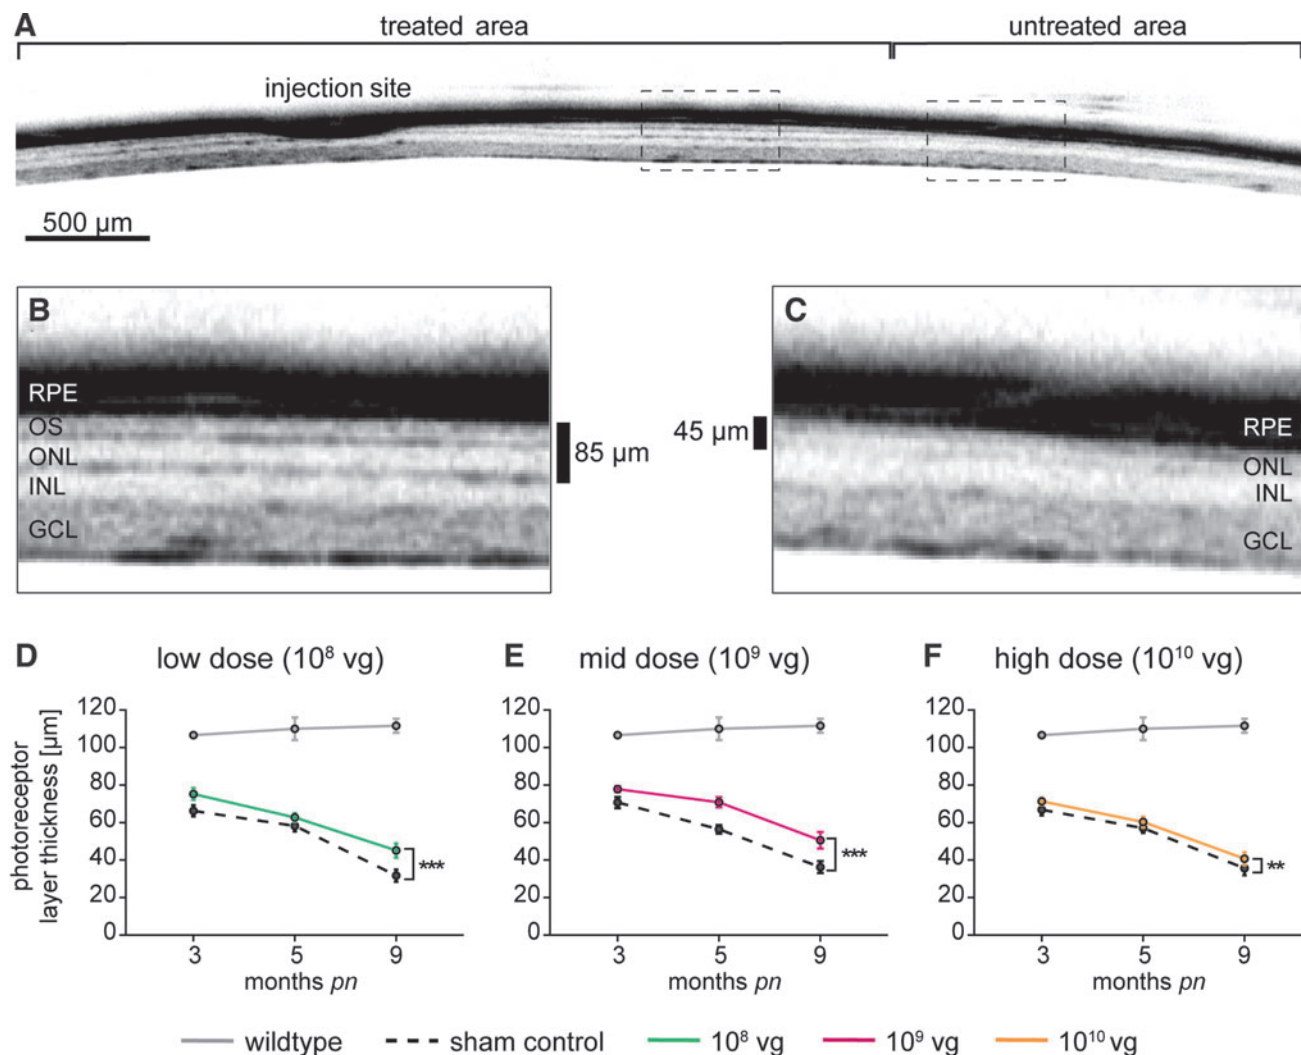 A
treated area
untreated area
injection site
500 µm
B
RPE
OS
ONL
INL
GCL
85 µm
C
45 µm
RPE
ONL
INL
GCL
D
low dose (10⁸ vg)
photoreceptor
layer thickness [µm]
120
100
80
60
40
20
0
3 5 9
months pn
***
E
mid dose (10⁹ vg)
120
100
80
60
40
20
0
3 5 9
months pn
***
F
high dose (10¹⁰ vg)
120
100
80
60
40
20
0
3 5 9
months pn
**
wildtype sham control 10⁸ vg 10⁹ vg 10¹⁰ vg